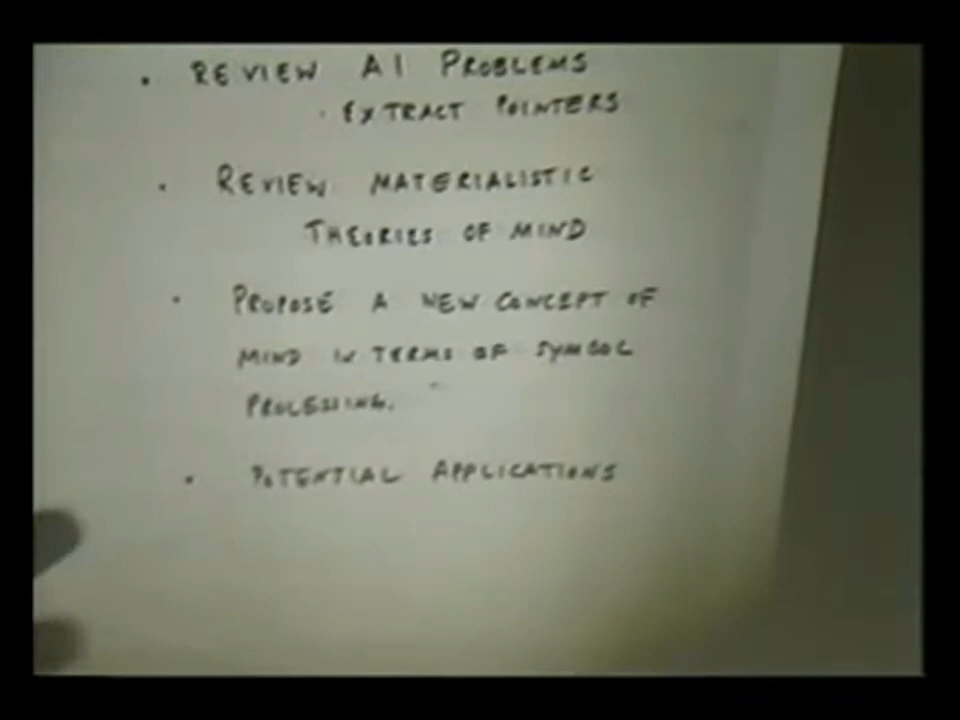 • REVIEW AI PROBLEMS
• EXTRACT POINTERS
• REVIEW MATERIALISTIC
THEORIES OF MIND
• PROPOSE A NEW CONCEPT OF
MIND IN TERMS OF SYMBOL
PROCESSING.
• POTENTIAL APPLICATIONS